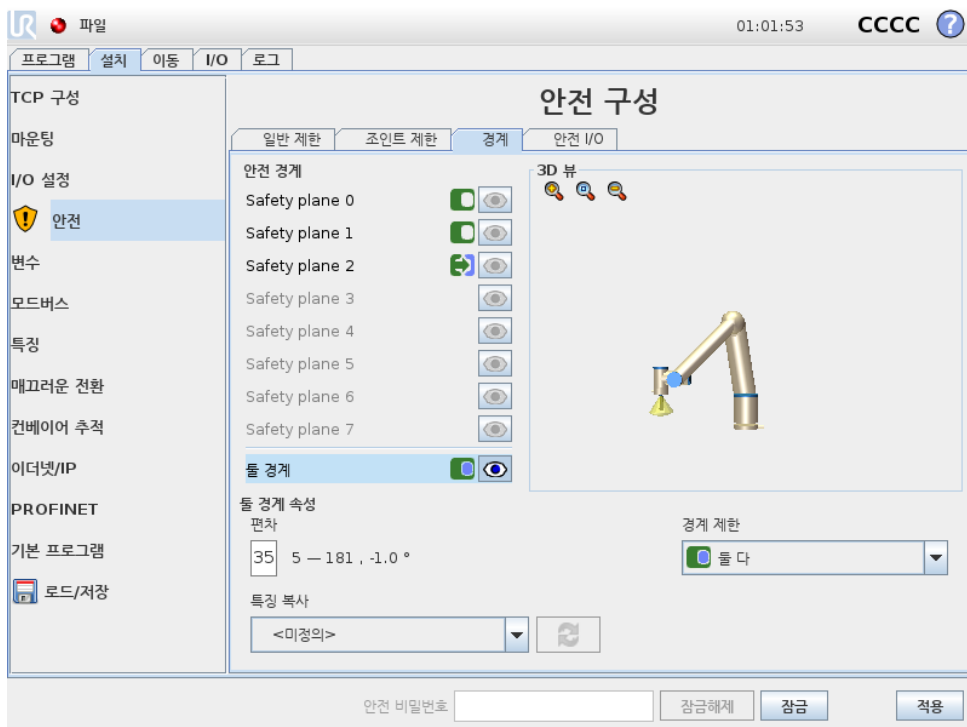 UR 파일 01:01:53 CCCC ?
프로그램 설치 이동 I/O 로그
TCP 구성
마운팅
I/O 설정
안전
변수
모드버스
특징
매끄러운 전환
컨베이어 추적
이더넷/IP
PROFINET
기본 프로그램
로드/저장
안전 구성
일반 제한 조인트 제한 경계 안전 I/O
안전 경계
Safety plane 0
Safety plane 1
Safety plane 2
Safety plane 3
Safety plane 4
Safety plane 5
Safety plane 6
Safety plane 7
툴 경계
3D 뷰
툴 경계 속성
편차
35 5 — 181 , -1.0 °
경계 제한
둘 다
특징 복사
<미정의>
안전 비밀번호 잠금해제 잠금 적용